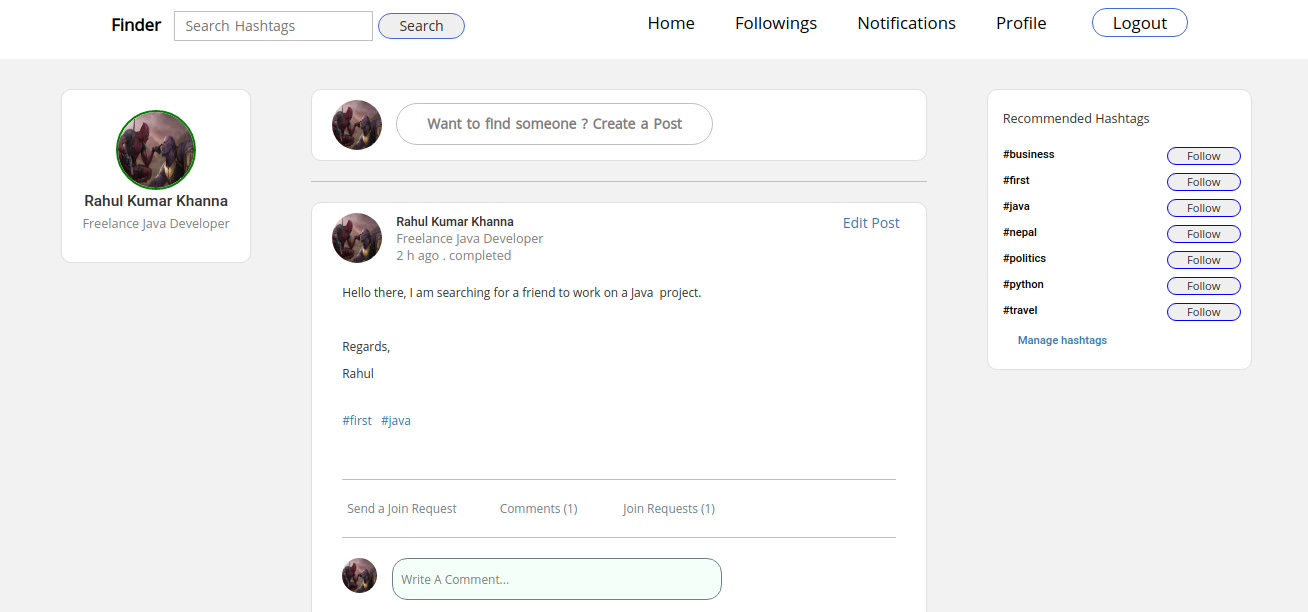 Finder
Search Hashtags
Search
Home
Followings
Notifications
Profile
Logout
Rahul Kumar Khanna
Freelance Java Developer
Want to find someone ? Create a Post
Rahul Kumar Khanna
Edit Post
Freelance Java Developer
2 h ago . completed
Hello there, I am searching for a friend to work on a Java  project.
Regards,
Rahul
#first #java
Send a Join Request
Comments (1)
Join Requests (1)
Write A Comment...
Recommended Hashtags
#business Follow
#first Follow
#java Follow
#nepal Follow
#politics Follow
#python Follow
#travel Follow
Manage hashtags